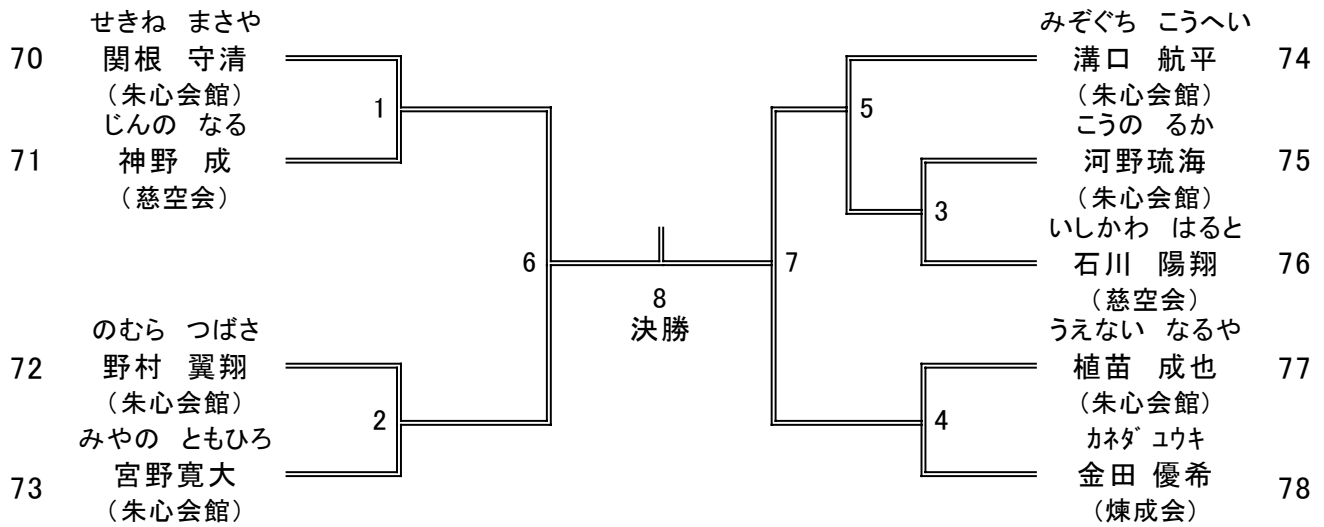 せきね まさや
70 関根 守清
(朱心会館)
1
じんの なる
71 神野 成
(慈空会)
6
のむら つばさ
72 野村 翼翔
(朱心会館)
2
みやの ともひろ
73 宮野寛大
(朱心会館)
8
決勝
みぞぐち こうへい
溝口 航平 74
(朱心会館)
5
こうの るか
河野琉海 75
(朱心会館)
3
いしかわ はると
石川 陽翔 76
(慈空会)
7
うえない なるや
植苗 成也 77
(朱心会館)
4
カネダ ユウキ
金田 優希 78
(煉成会)